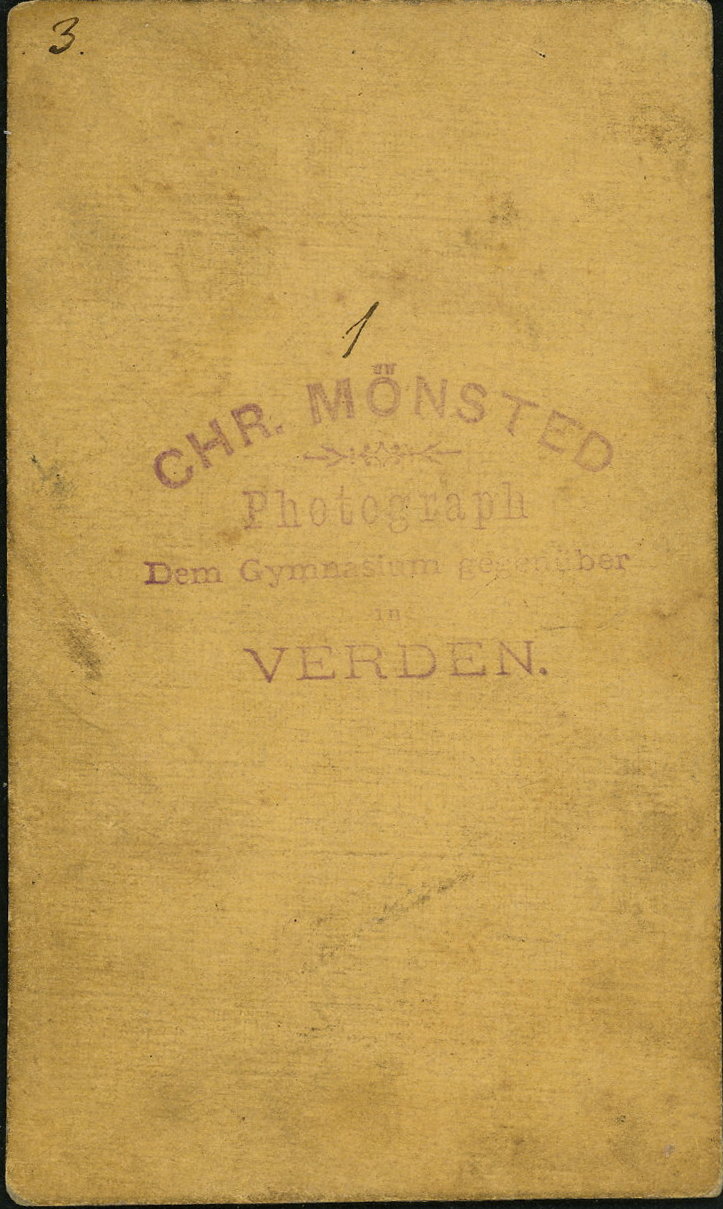 3.
1
CHR. MÖNSTED
Photograph
Dem Gymnasium gegenüber
in
VERDEN.